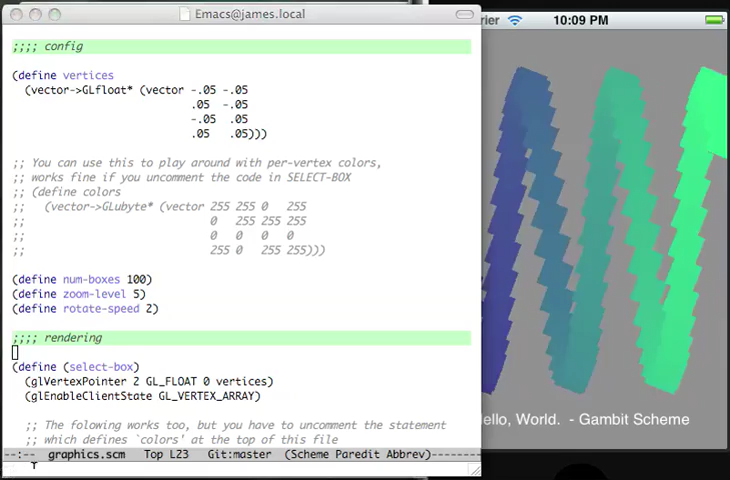 Emacs@james.local
rier 10:09 PM
;;;; config
(define vertices
(vector->GLfloat* (vector -.05 -.05
.05 -.05
-.05 .05
.05 .05)))
;; You can use this to play around with per-vertex colors,
;; works fine if you uncomment the code in SELECT-BOX
;; (define colors
;; (vector->GLubyte* (vector 255 255 0 255
;; 0 255 255 255
;; 0 0 0 0
;; 255 0 255 255)))
(define num-boxes 100)
(define zoom-level 5)
(define rotate-speed 2)
;;;; rendering
(define (select-box)
(glVertexPointer 2 GL_FLOAT 0 vertices)
(glEnableClientState GL_VERTEX_ARRAY)
;; The folowing works too, but you have to uncomment the statement
;; which defines `colors' at the top of this file
ello, World. - Gambit Scheme
--:-- graphics.scm Top L23 Git:master (Scheme Paredit Abbrev)--------